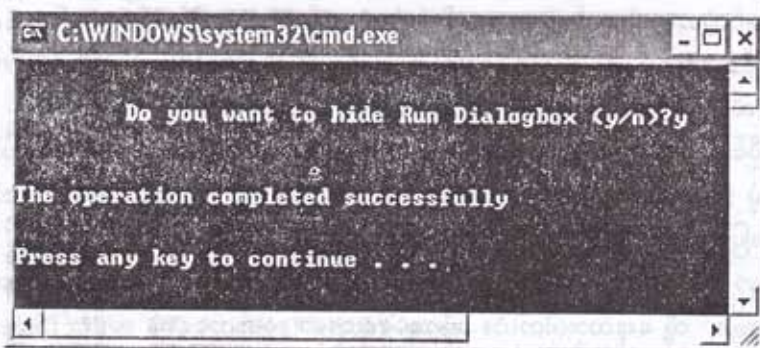 C:\WINDOWS\system32\cmd.exe
Do you want to hide Run Dialogbox (y/n)?y
The operation completed successfully
Press any key to continue . . .